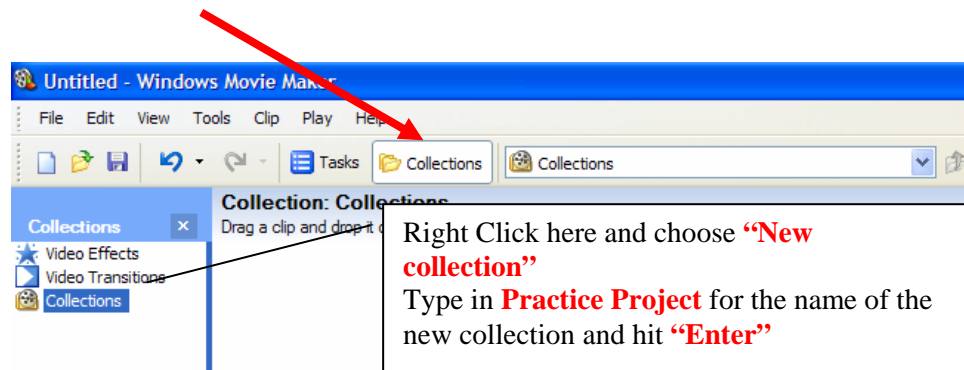 Untitled - Windows Movie Maker
File Edit View Tools Clip Play Help
Tasks Collections Collections
Collection: Collections
Drag a clip and drop it
Collections
Video Effects
Video Transitions
Collections
Right Click here and choose “New
collection”
Type in Practice Project for the name of the
new collection and hit “Enter”